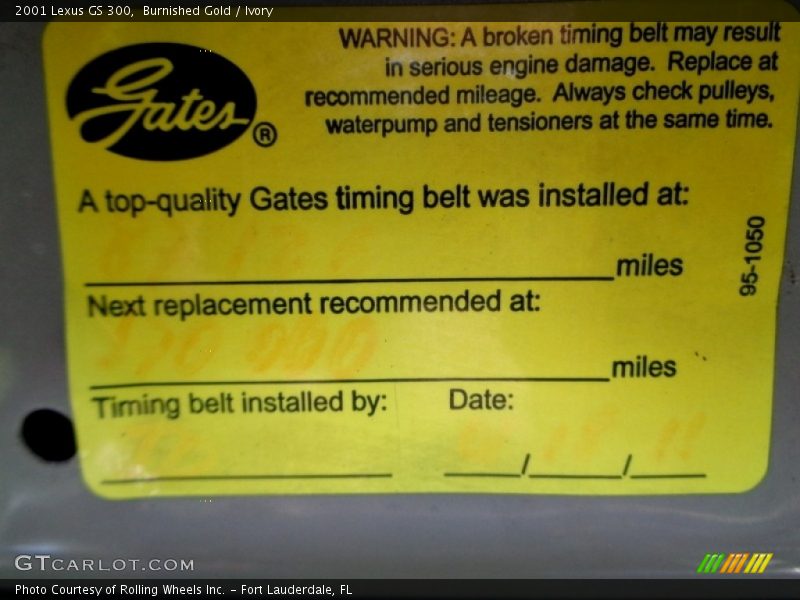 2001 Lexus GS 300, Burnished Gold / Ivory
Gates ®
WARNING: A broken timing belt may result
in serious engine damage. Replace at
recommended mileage. Always check pulleys,
waterpump and tensioners at the same time.
A top-quality Gates timing belt was installed at:
miles
Next replacement recommended at:
miles
95-1050
Timing belt installed by: Date:
/ /
GTCARLOT.COM
Photo Courtesy of Rolling Wheels Inc. – Fort Lauderdale, FL